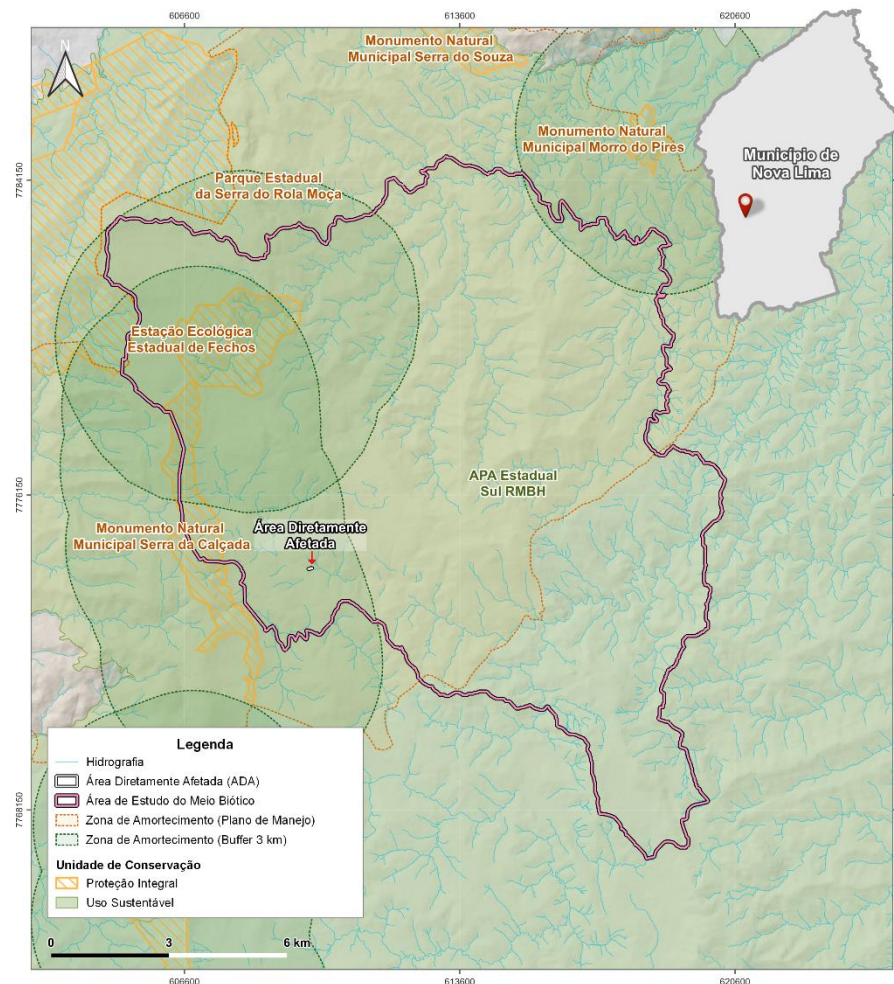 606600
613600
620600
N
Monumento Natural
Municipal Serra do Souza
Monumento Natural
Municipal Morro do Pires
Município de
Nova Lima
7784150
7784150
Parque Estadual
da Serra do Rola Moça
Estação Ecológica
Estadual de Fechos
APA Estadual
Sul RMBH
7776150
7776150
Monumento Natural
Municipal Serra da Calçada
Área Diretamente
Afetada
7768150
7768150
Legenda
Hidrografia
Área Diretamente Afetada (ADA)
Área de Estudo do Meio Biótico
Zona de Amortecimento (Plano de Manejo)
Zona de Amortecimento (Buffer 3 km)
Unidade de Conservação
Proteção Integral
Uso Sustentável
0 3 6 km
606600
613600
620600